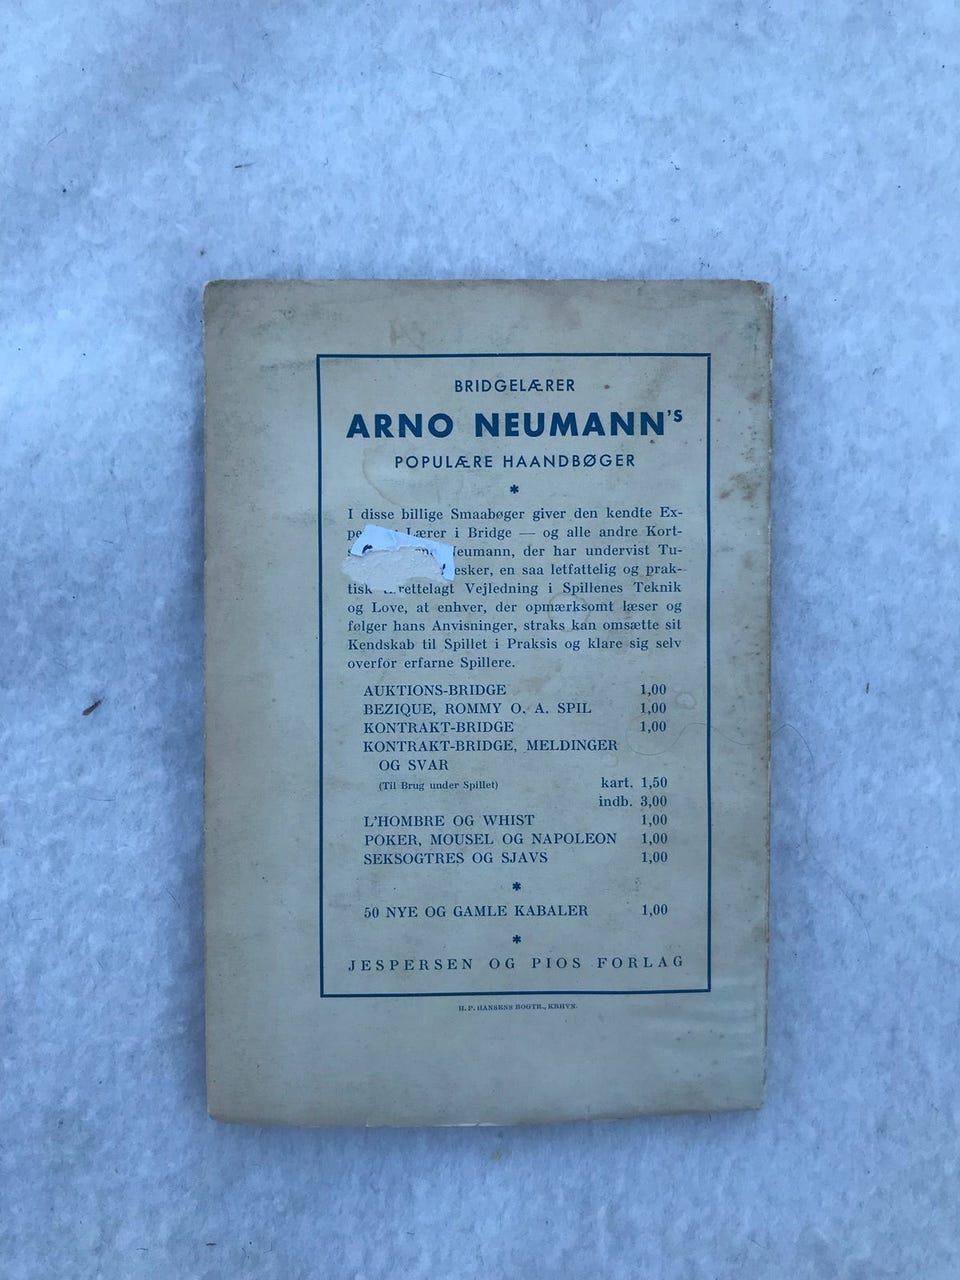 BRIDGELÆRER
ARNO NEUMANN's
POPULÆRE HAANDBØGER
*
I disse billige Smaabøger giver den kendte Ex-
Lærer i Bridge — og alle andre Kort-
Neumann, der har undervist Tu-
esker, en saa letfattelig og prak-
tisk rettelagt Vejledning i Spillenes Teknik
og Love, at enhver, der opmærksomt læser og
følger hans Anvisninger, straks kan omsætte sit
Kendskab til Spillet i Praksis og klare sig selv
overfor erfarne Spillere.
AUKTIONS-BRIDGE 1,00
BEZIQUE, ROMMY O. A. SPIL 1,00
KONTRAKT-BRIDGE 1,00
KONTRAKT-BRIDGE, MELDINGER
OG SVAR
(Til Brug under Spillet) kart. 1,50
indb. 3,00
L'HOMBRE OG WHIST 1,00
POKER, MOUSEL OG NAPOLEON 1,00
SEKSOGTRES OG SJAVS 1,00
*
50 NYE OG GAMLE KABALER 1,00
*
JESPERSEN OG PIOS FORLAG
H. P. HANSENS BOGTR., KBHVN.